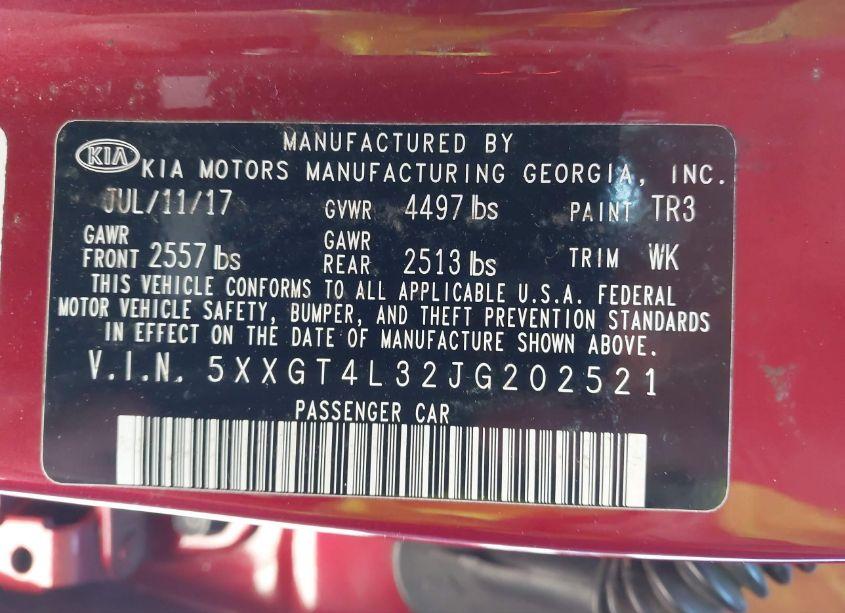 MANUFACTURED BY
KIA KIA MOTORS MANUFACTURING GEORGIA, INC.
JUL/11/17 GVWR 4497 lbs PAINT TR3
GAWR FRONT 2557 lbs GAWR REAR 2513 lbs TRIM WK
THIS VEHICLE CONFORMS TO ALL APPLICABLE U.S.A. FEDERAL
MOTOR VEHICLE SAFETY, BUMPER, AND THEFT PREVENTION STANDARDS
IN EFFECT ON THE DATE OF MANUFACTURE SHOWN ABOVE.
V.I.N. 5XXGT4L32JG202521
PASSENGER CAR